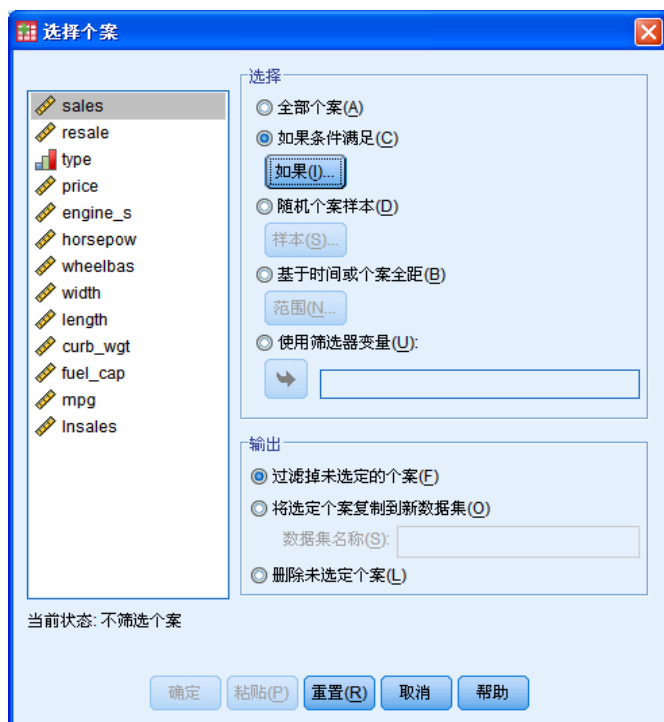 选择个案
sales
resale
type
price
engine_s
horsepow
wheelbas
width
length
curb_wgt
fuel_cap
mpg
lnsales
选择
全部个案(A)
如果条件满足(C)
如果(I)...
随机个案样本(D)
样本(S)...
基于时间或个案全距(B)
范围(N...
使用筛选器变量(U):
输出
过滤掉未选定的个案(F)
将选定个案复制到新数据集(O)
数据集名称(S):
删除未选定个案(L)
当前状态: 不筛选个案
确定
粘贴(P)
重置(R)
取消
帮助